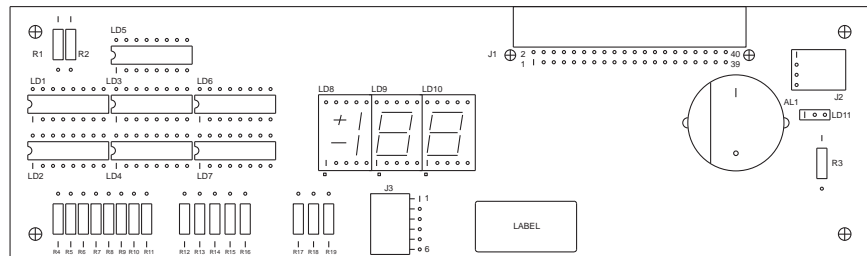 LD5
R1 R2
J1 2 40
1 39
LD1 LD3 LD6
LD8 LD9 LD10
J2
AL1
LD11
R3
LD2 LD4 LD7
J3
1
6
LABEL
R4 R5 R6 R7 R8 R9 R10 R11 R12 R13 R14 R15 R16 R17 R18 R19